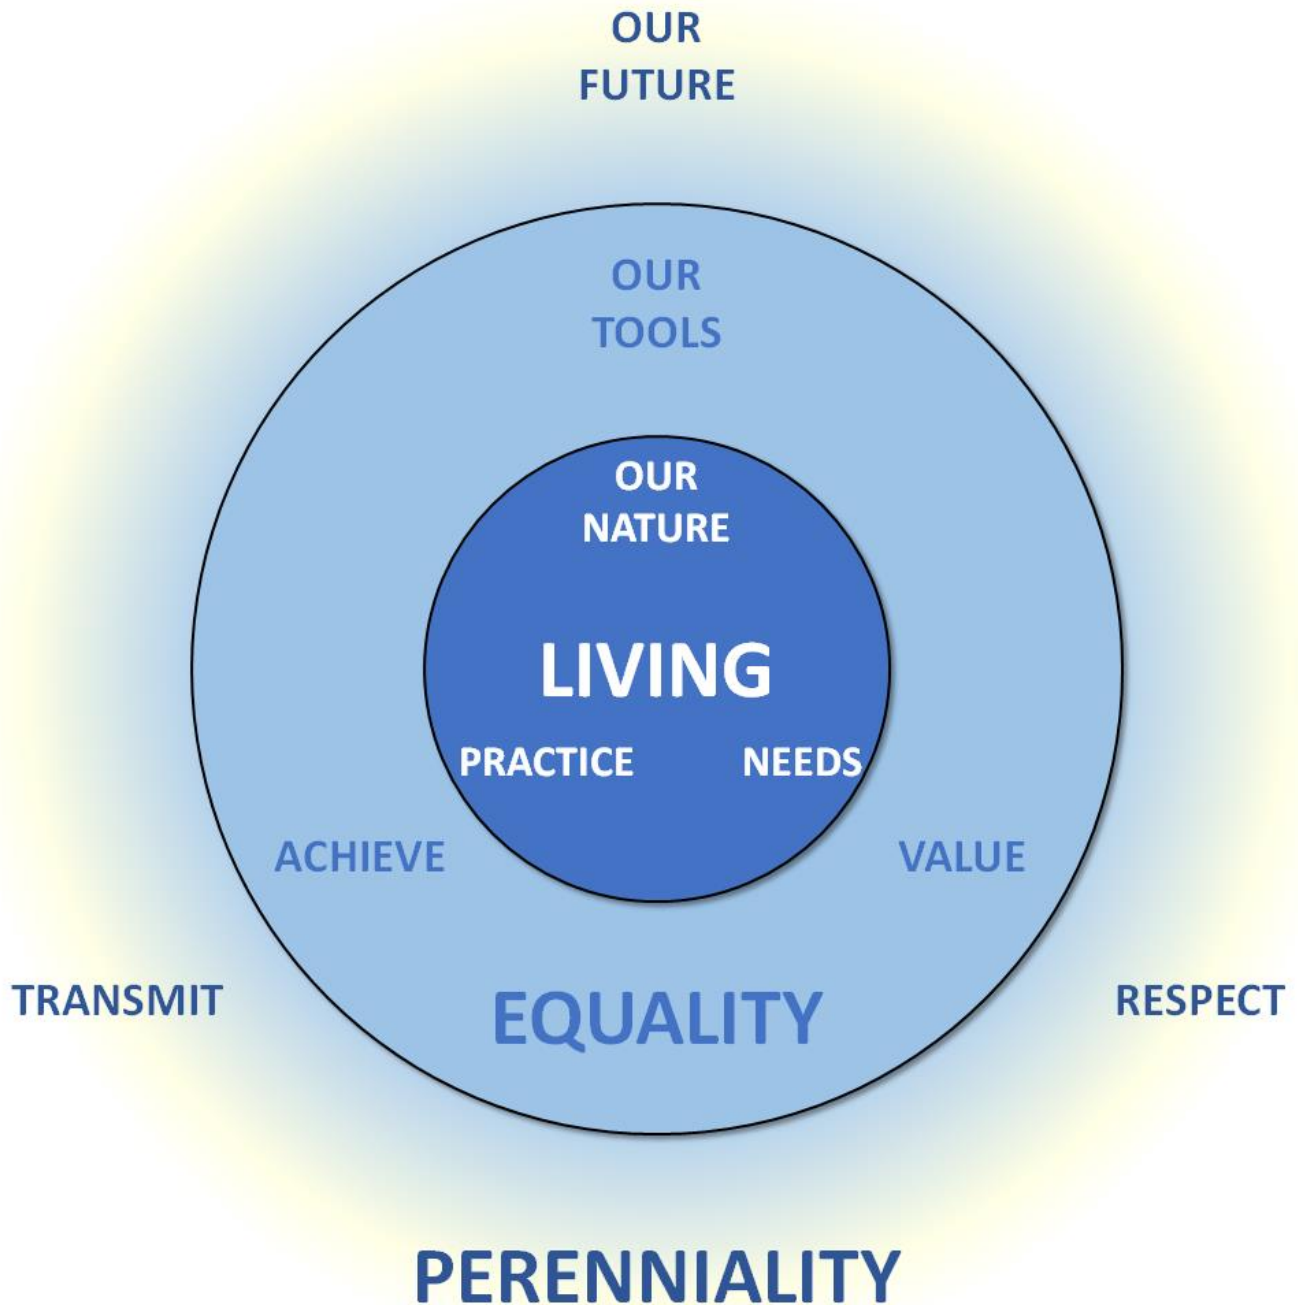 OUR
FUTURE
OUR
TOOLS
OUR
NATURE
LIVING
PRACTICE NEEDS
ACHIEVE VALUE
TRANSMIT RESPECT
EQUALITY
PERENNIALITY